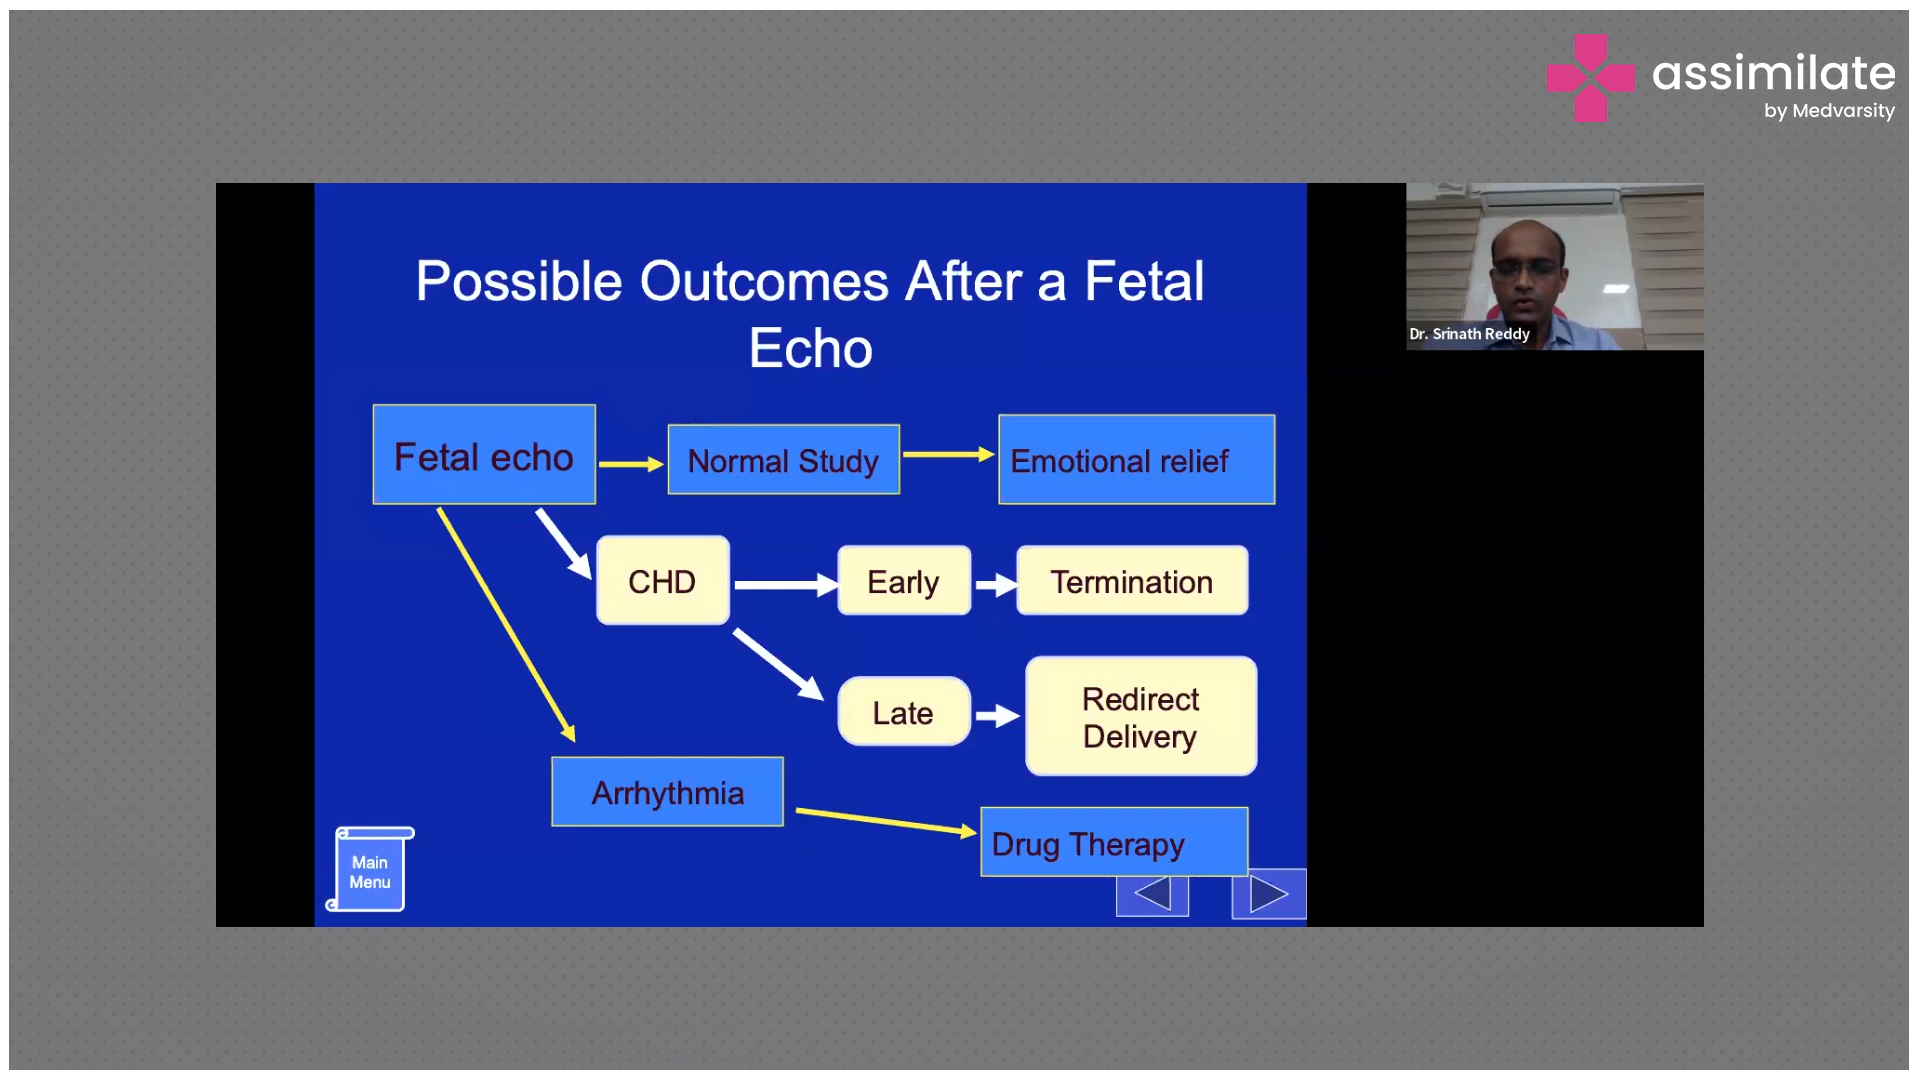 assimilate
by Medvarsity
Possible Outcomes After a Fetal
Echo
Dr. Srinath Reddy
Fetal echo
Normal Study
Emotional relief
CHD
Early
Termination
Late
Redirect
Delivery
Arrhythmia
Drug Therapy
Main
Menu